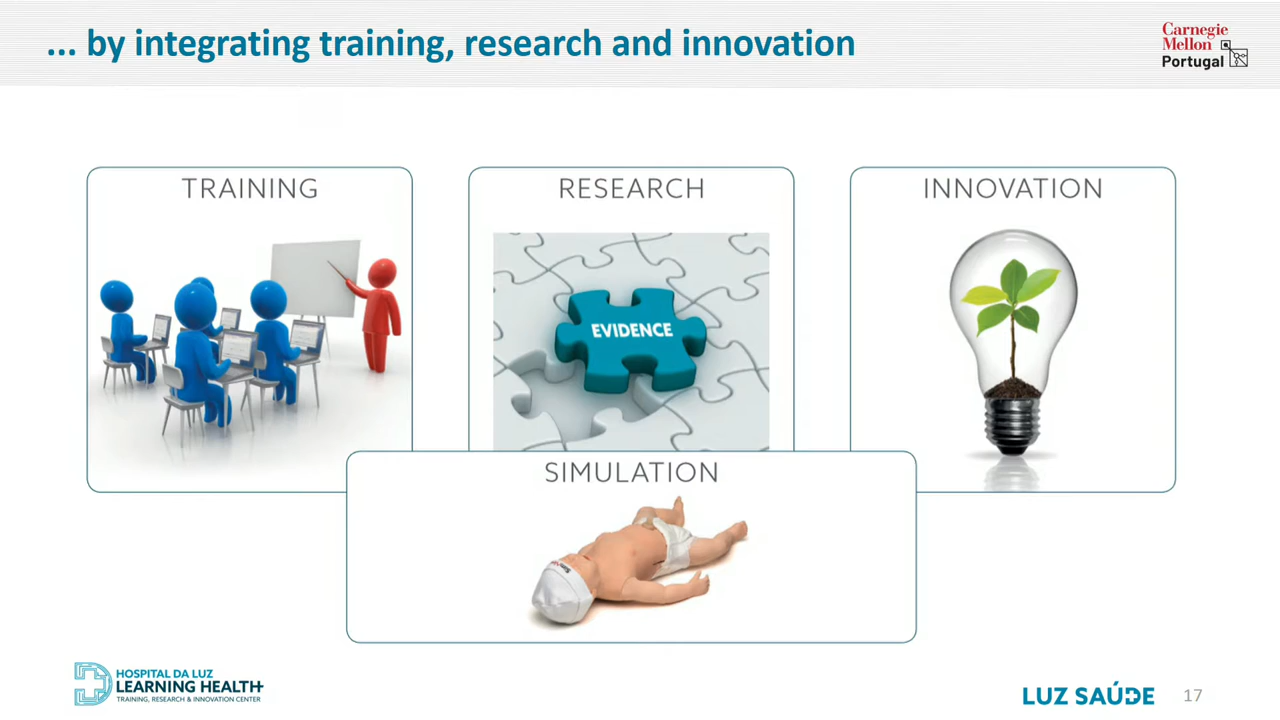 ... by integrating training, research and innovation
Carnegie
Mellon
Portugal
TRAINING
RESEARCH
INNOVATION
EVIDENCE
SIMULATION
HOSPITAL DA LUZ
LEARNING HEALTH+
TRAINING, RESEARCH & INNOVATION CENTER
LUZ SAÚDE
17